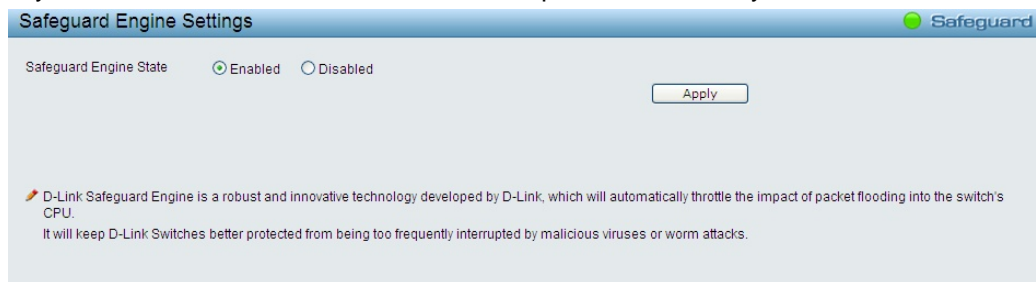 Safeguard Engine Settings
Safeguard
Safeguard Engine State Enabled Disabled
Apply
D-Link Safeguard Engine is a robust and innovative technology developed by D-Link, which will automatically throttle the impact of packet flooding into the switch's
CPU.
It will keep D-Link Switches better protected from being too frequently interrupted by malicious viruses or worm attacks.